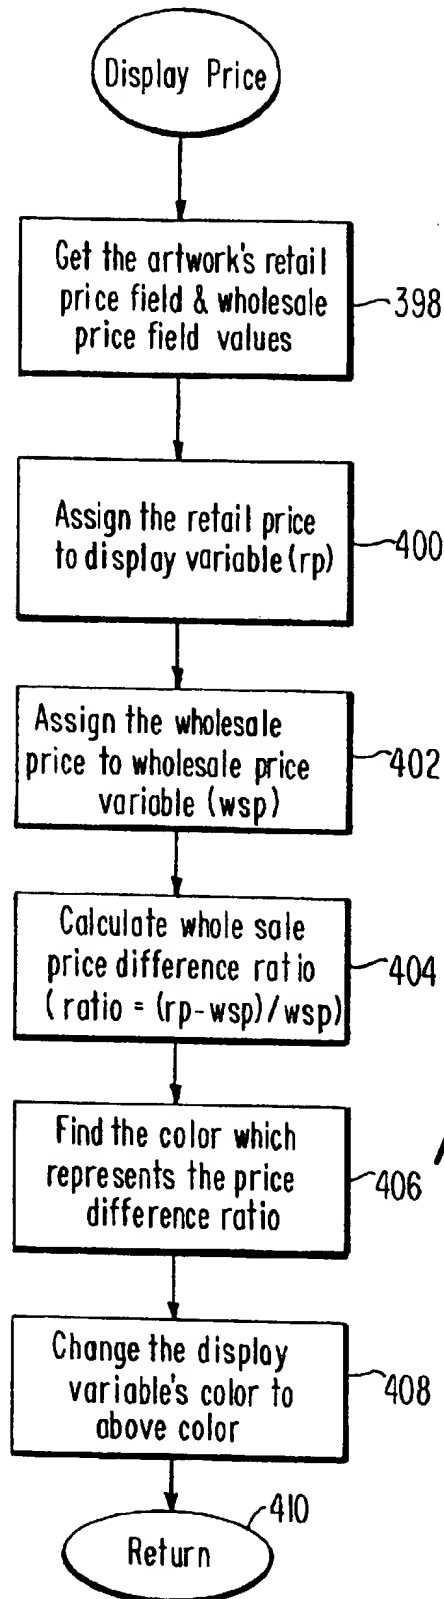 Display Price
Get the artwork's retail
price field & wholesale
price field values
398
Assign the retail price
to display variable (rp)
400
Assign the wholesale
price to wholesale price
variable (wsp)
402
Calculate whole sale
price difference ratio
(ratio = (rp-wsp)/wsp)
404
Find the color which
represents the price
difference ratio
406
Change the display
variable's color to
above color
408
410
Return